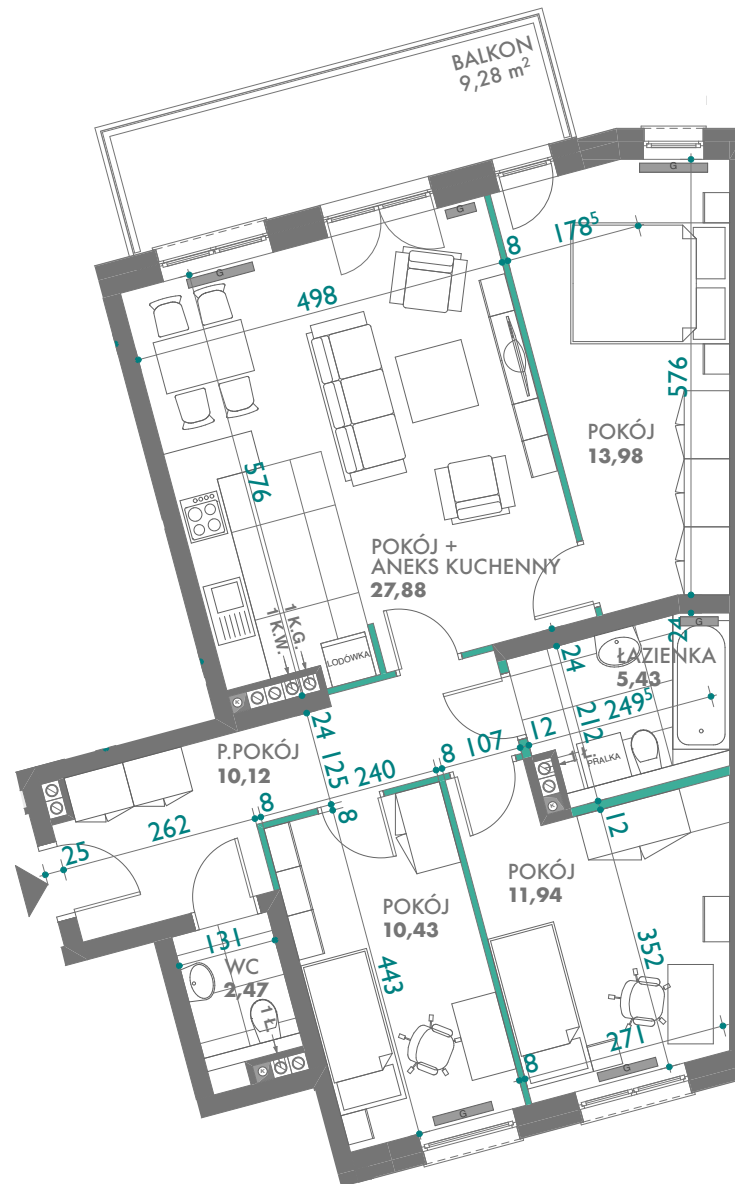 BALKON
9,28 m²
G
G
G
8
178⁵
498
576
576
POKÓJ
13,98
POKÓJ +
ANEKS KUCHENNY
27,88
1 K.G.
1 K.W.
LODÓWKA
K
24
G
ŁAZIENKA
5,43
24
212
249⁵
12
107
8
240
125
24
P.POKÓJ
10,12
1 Ł.
PRALKA
K
8
8
262
25
12
POKÓJ
11,94
POKÓJ
10,43
131
WC
2,47
1 Ł.
K
443
352
271
8
G
G